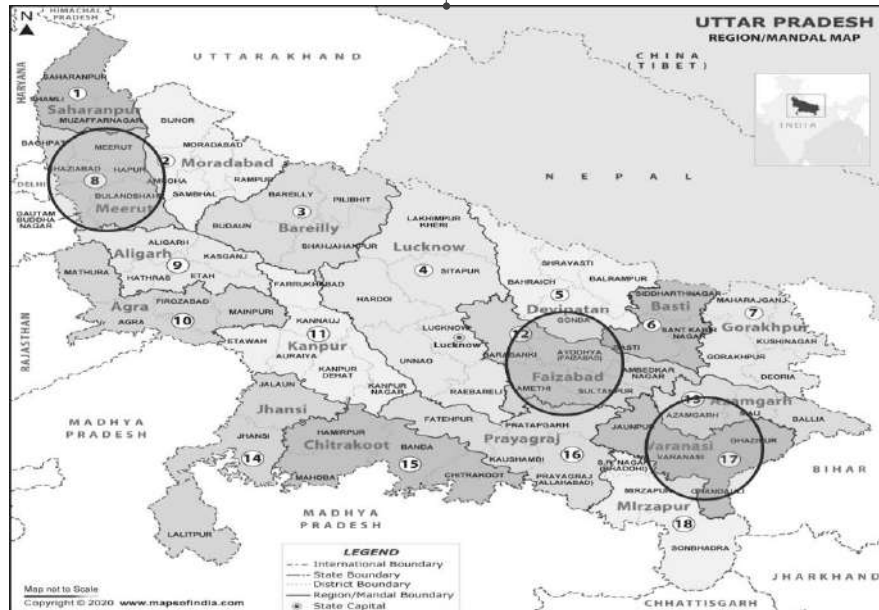 N
HIMACHAL
PRADESH
UTTAR PRADESH
REGION/MANDAL MAP
UTTARAKHAND
CHINA
(TIBET)
HARYANA
SAHARANPUR
1
SHAMLI
Saharanpur
MUZAFFARNAGAR
INDIA
BIJNOR
BAGHPAT
MEERUT
MORADABAD
2
Moradabad
GHAZIABAD
HAPUR
8
AMROHA
RAMPUR
DELHI
SAMBHAL
BULANDSHAHR
Meerut
GAUTAM
BUDDHA
NAGAR
NEPAL
BAREILLY
PILIBHIT
3
BUDAUN
Bareilly
SHAHJAHANPUR
LAKHIMPUR
KHERI
Lucknow
4
SITAPUR
HARDOI
ALIGARH
Aligarh
KASGANJ
9
HATHRAS
ETAH
MATHURA
FARRUKHABAD
SHRAVASTI
BAHRAICH
BALRAMPUR
5
Devipatan
GONDA
SIDDHARTHNAGAR
Basti
MAHARAJGANJ
7
6
SANT KABIR
NAGAR
Gorakhpur
BASTI
KUSHINAGAR
GORAKHPUR
DEORIA
Agra
FIROZABAD
AGRA
10
MAINPURI
RAJASTHAN
ETAWAH
KANNAUJ
11
Kanpur
AURAIYA
KANPUR
DEHAT
KANPUR
NAGAR
LUCKNOW
Lucknow
UNNAO
RAEBARELI
12
BARABANKI
AYODHYA
(FAIZABAD)
Faizabad
AMETHI
SULTANPUR
AMBEDKAR
NAGAR
13
Azamgarh
AZAMGARH
MAU
BALLIA
JALAUN
Jhansi
JHANSI
14
LALITPUR
MADHYA
PRADESH
HAMIRPUR
Chitrakoot
BANDA
MAHOBA
15
CHITRAKOOT
FATEHPUR
PRATAPGARH
Prayagraj
KAUSHAMBI
16
PRAYAGRAJ
(ALLAHABAD)
JAUNPUR
Varanasi
GHAZIPUR
VARANASI
17
S.R. NAGAR
(BHADOHI)
CHANDAULI
BIHAR
MIRZAPUR
Mirzapur
18
SONBHADRA
MADHYA
PRADESH
JHARKHAND
CHHATTISGARH
LEGEND
International Boundary
State Boundary
District Boundary
Region/Mandal Boundary
State Capital
Map not to Scale
Copyright © 2020 www.mapsofindia.com